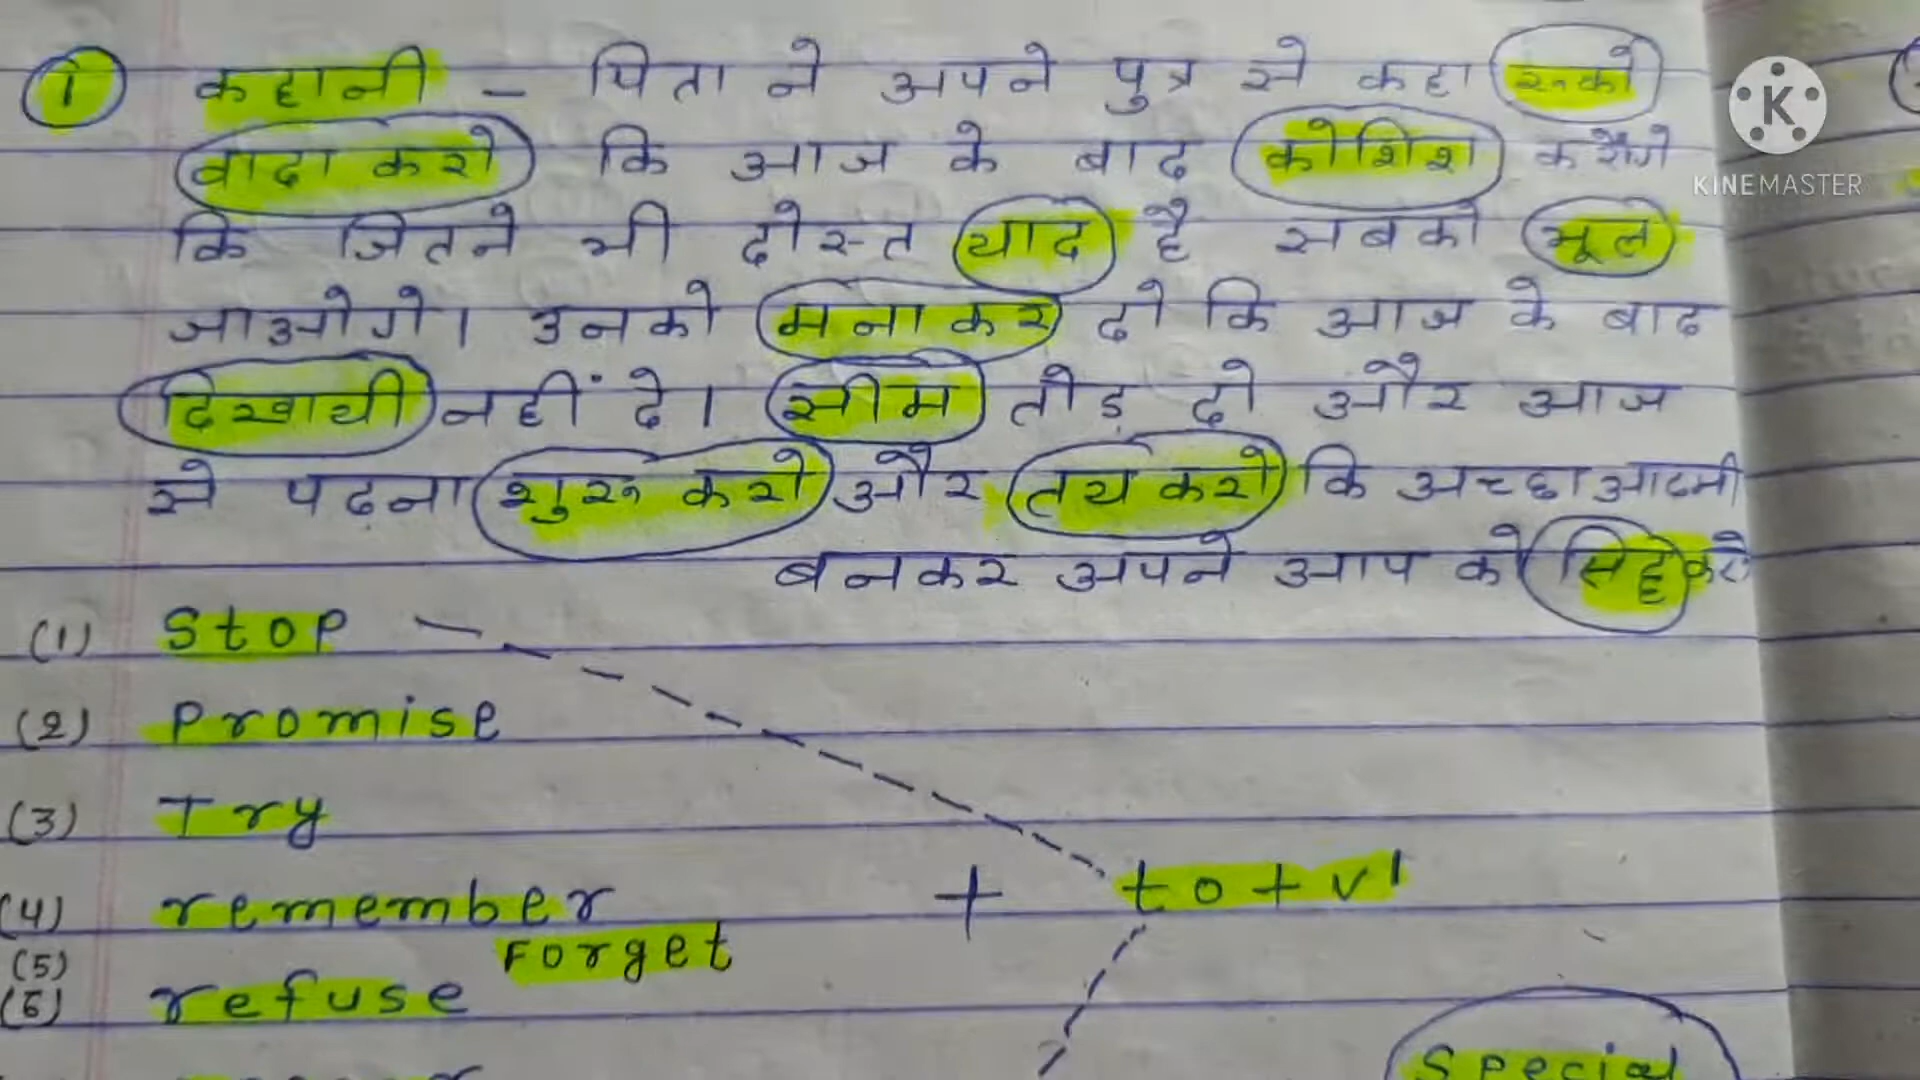 1 कहानी - पिता ने अपने पुत्र से कहा रूको
वादा करो कि आज के बाद कोशिश करोगे
कि जितने भी दोस्त याद है सबको भूल
जाओगे। उनको मना कर दो कि आज के बाद
दिखायी नहीं दे। सीम तोड़ दो और आज
से पढ़ना शुरू करो और तय करो कि अच्छा आदमी
बनकर अपने आप को सिद्ध करो
(1) Stop
(2) Promise
(3) Try
(4) remember + to + v1
(5) Forget
(6) refuse
Special
K
KINEMASTER